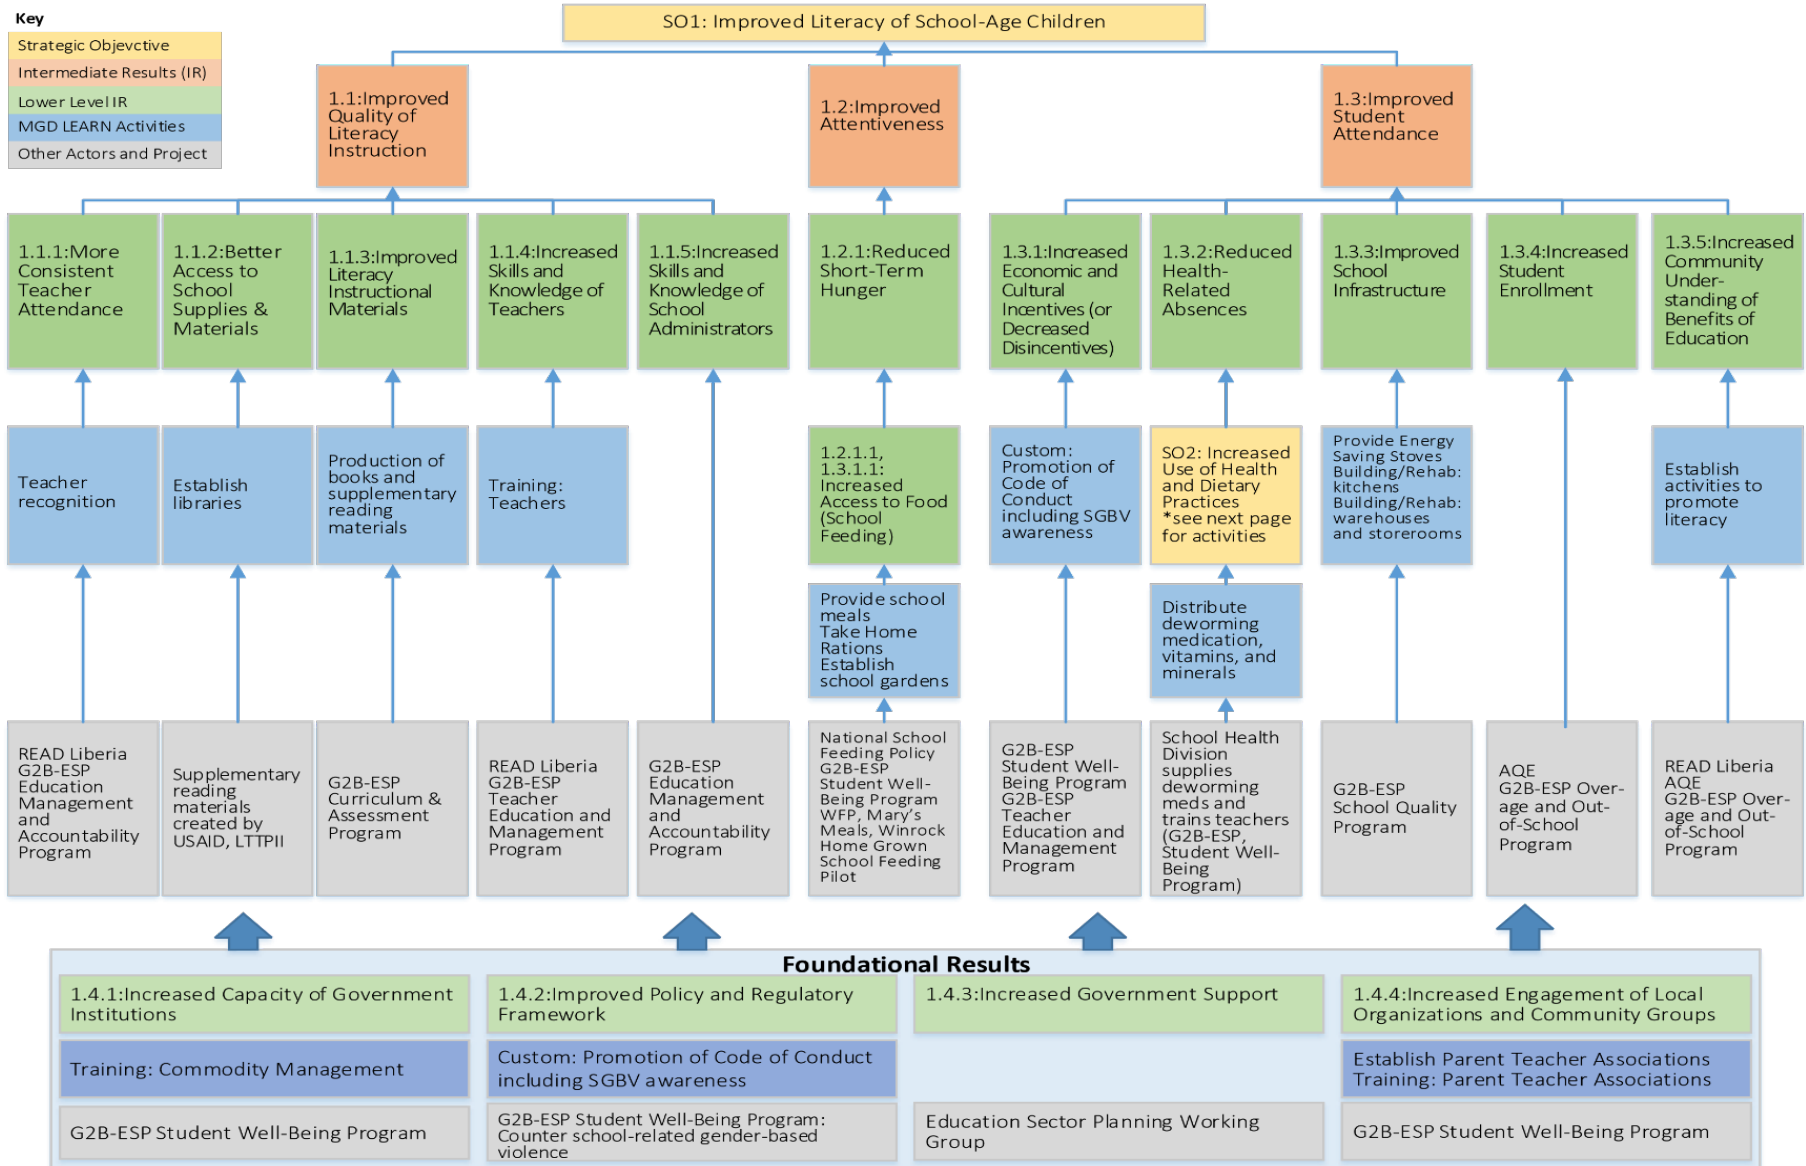 Key
Strategic Objevctive
Intermediate Results (IR)
Lower Level IR
MGD LEARN Activities
Other Actors and Project
SO1: Improved Literacy of School-Age Children
1.1:Improved
Quality of
Literacy
Instruction
1.2:Improved
Attentiveness
1.3:Improved
Student
Attendance
1.1.1:More
Consistent
Teacher
Attendance
1.1.2:Better
Access to
School
Supplies &
Materials
1.1.3:Improved
Literacy
Instructional
Materials
1.1.4:Increased
Skills and
Knowledge of
Teachers
1.1.5:Increased
Skills and
Knowledge of
School
Administrators
1.2.1:Reduced
Short-Term
Hunger
1.3.1:Increased
Economic and
Cultural
Incentives (or
Decreased
Disincentives)
1.3.2:Reduced
Health-
Related
Absences
1.3.3:Improved
School
Infrastructure
1.3.4:Increased
Student
Enrollment
1.3.5:Increased
Community
Under-
standing of
Benefits of
Education
Teacher
recognition
Establish
libraries
Production of
books and
supplementary
reading
materials
Training:
Teachers
1.2.1.1,
1.3.1.1:
Increased
Access to Food
(School
Feeding)
Custom:
Promotion of
Code of
Conduct
including SGBV
awareness
SO2: Increased
Use of Health
and Dietary
Practices
*see next page
for activities
Provide Energy
Saving Stoves
Building/Rehab:
kitchens
Building/Rehab:
warehouses
and storerooms
Establish
activities to
promote
literacy
Provide school
meals
Take Home
Rations
Establish
school gardens
Distribute
deworming
medication,
vitamins, and
minerals
READ Liberia
G2B-ESP
Education
Management
and
Accountability
Program
Supplementary
reading
materials
created by
USAID, LTTPII
G2B-ESP
Curriculum &
Assessment
Program
READ Liberia
G2B-ESP
Teacher
Education and
Management
Program
G2B-ESP
Education
Management
and
Accountability
Program
National School
Feeding Policy
G2B-ESP
Student Well-
Being Program
WFP, Mary's
Meals, Winrock
Home Grown
School Feeding
Pilot
G2B-ESP
Student Well-
Being Program
G2B-ESP
Teacher
Education and
Management
Program
School Health
Division
supplies
deworming
meds and
trains teachers
(G2B-ESP,
Student Well-
Being
Program)
G2B-ESP
School Quality
Program
AQE
G2B-ESP Over-
age and Out-
of-School
Program
READ Liberia
AQE
G2B-ESP Over-
age and Out-
of-School
Program
Foundational Results
1.4.1:Increased Capacity of Government
Institutions
1.4.2:Improved Policy and Regulatory
Framework
1.4.3:Increased Government Support
1.4.4:Increased Engagement of Local
Organizations and Community Groups
Training: Commodity Management
Custom: Promotion of Code of Conduct
including SGBV awareness
Establish Parent Teacher Associations
Training: Parent Teacher Associations
G2B-ESP Student Well-Being Program
G2B-ESP Student Well-Being Program:
Counter school-related gender-based
violence
Education Sector Planning Working
Group
G2B-ESP Student Well-Being Program